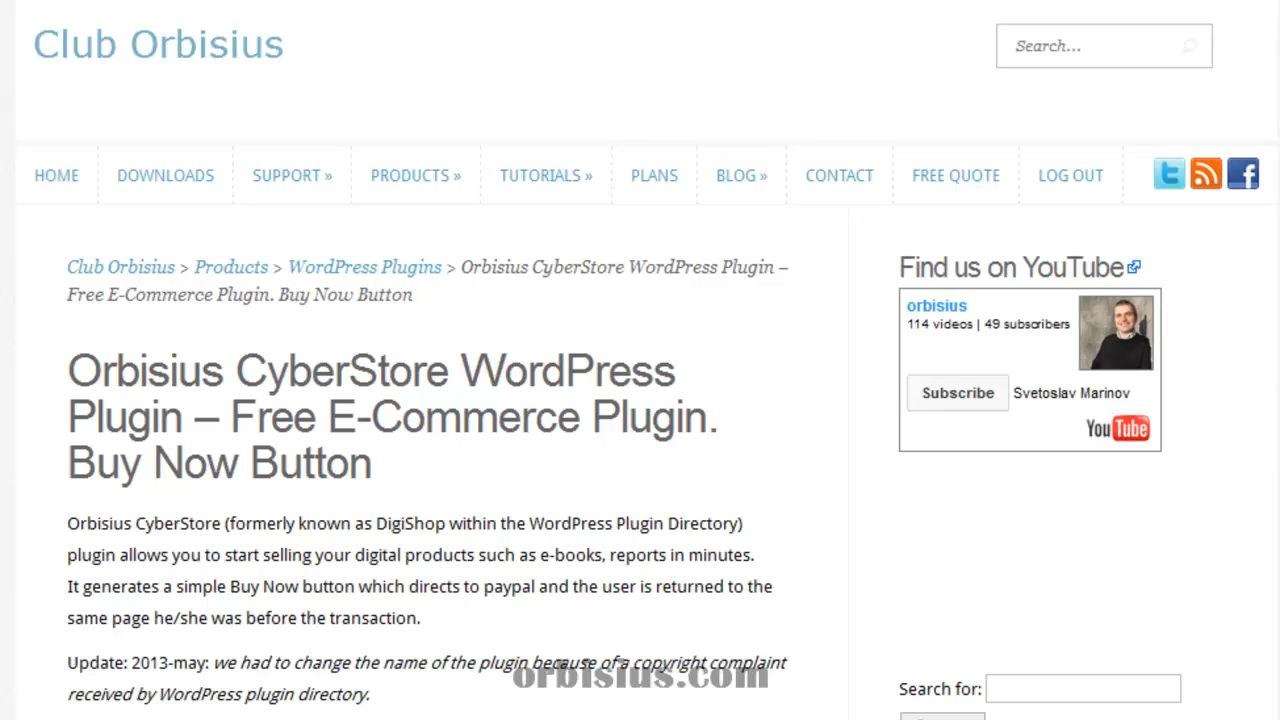 Club Orbisius
Search...
HOME
DOWNLOADS
SUPPORT »
PRODUCTS »
TUTORIALS »
PLANS
BLOG »
CONTACT
FREE QUOTE
LOG OUT
Club Orbisius > Products > WordPress Plugins > Orbisius CyberStore WordPress Plugin –
Free E-Commerce Plugin. Buy Now Button
Orbisius CyberStore WordPress
Plugin – Free E-Commerce Plugin.
Buy Now Button
Orbisius CyberStore (formerly known as DigiShop within the WordPress Plugin Directory)
plugin allows you to start selling your digital products such as e-books, reports in minutes.
It generates a simple Buy Now button which directs to paypal and the user is returned to the
same page he/she was before the transaction.
Update: 2013-may: we had to change the name of the plugin because of a copyright complaint
received by WordPress plugin directory.
orbisius.com
Find us on YouTube
orbisius
114 videos | 49 subscribers
Subscribe
Svetoslav Marinov
YouTube
Search for: